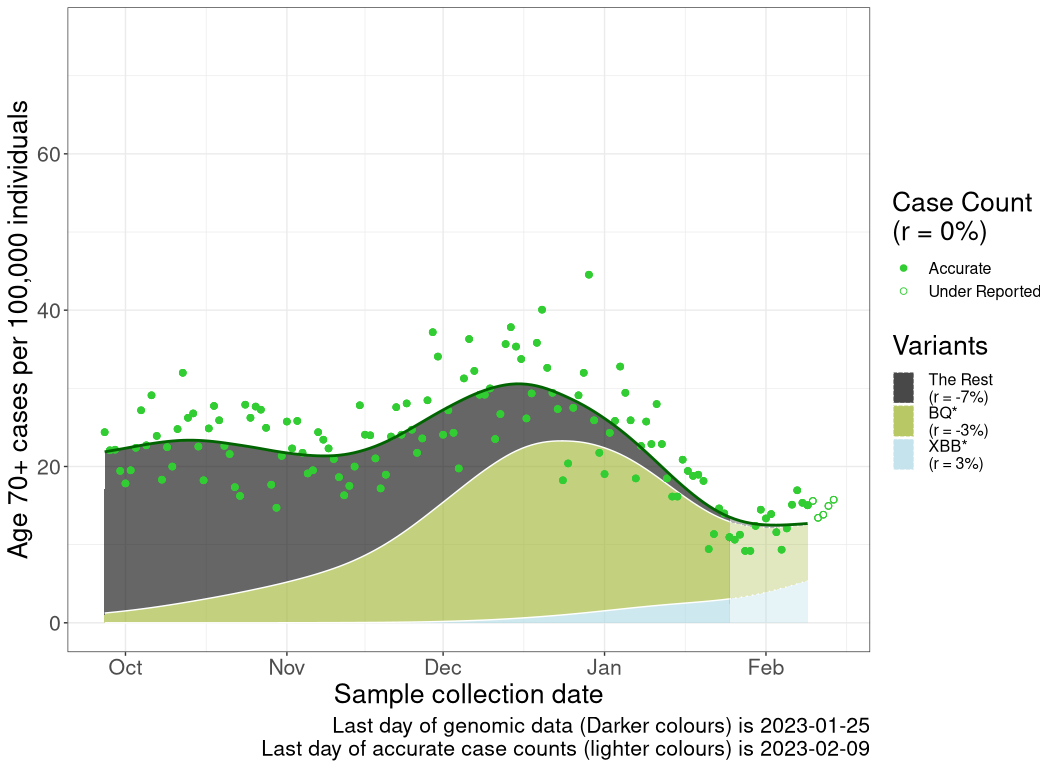 Age 70+ cases per 100,000 individuals
60
40
20
0
Oct
Nov
Dec
Jan
Feb
Sample collection date
Last day of genomic data (Darker colours) is 2023-01-25
Last day of accurate case counts (lighter colours) is 2023-02-09
Case Count
(r = 0%)
Accurate
Under Reported
Variants
The Rest
(r = -7%)
BQ*
(r = -3%)
XBB*
(r = 3%)